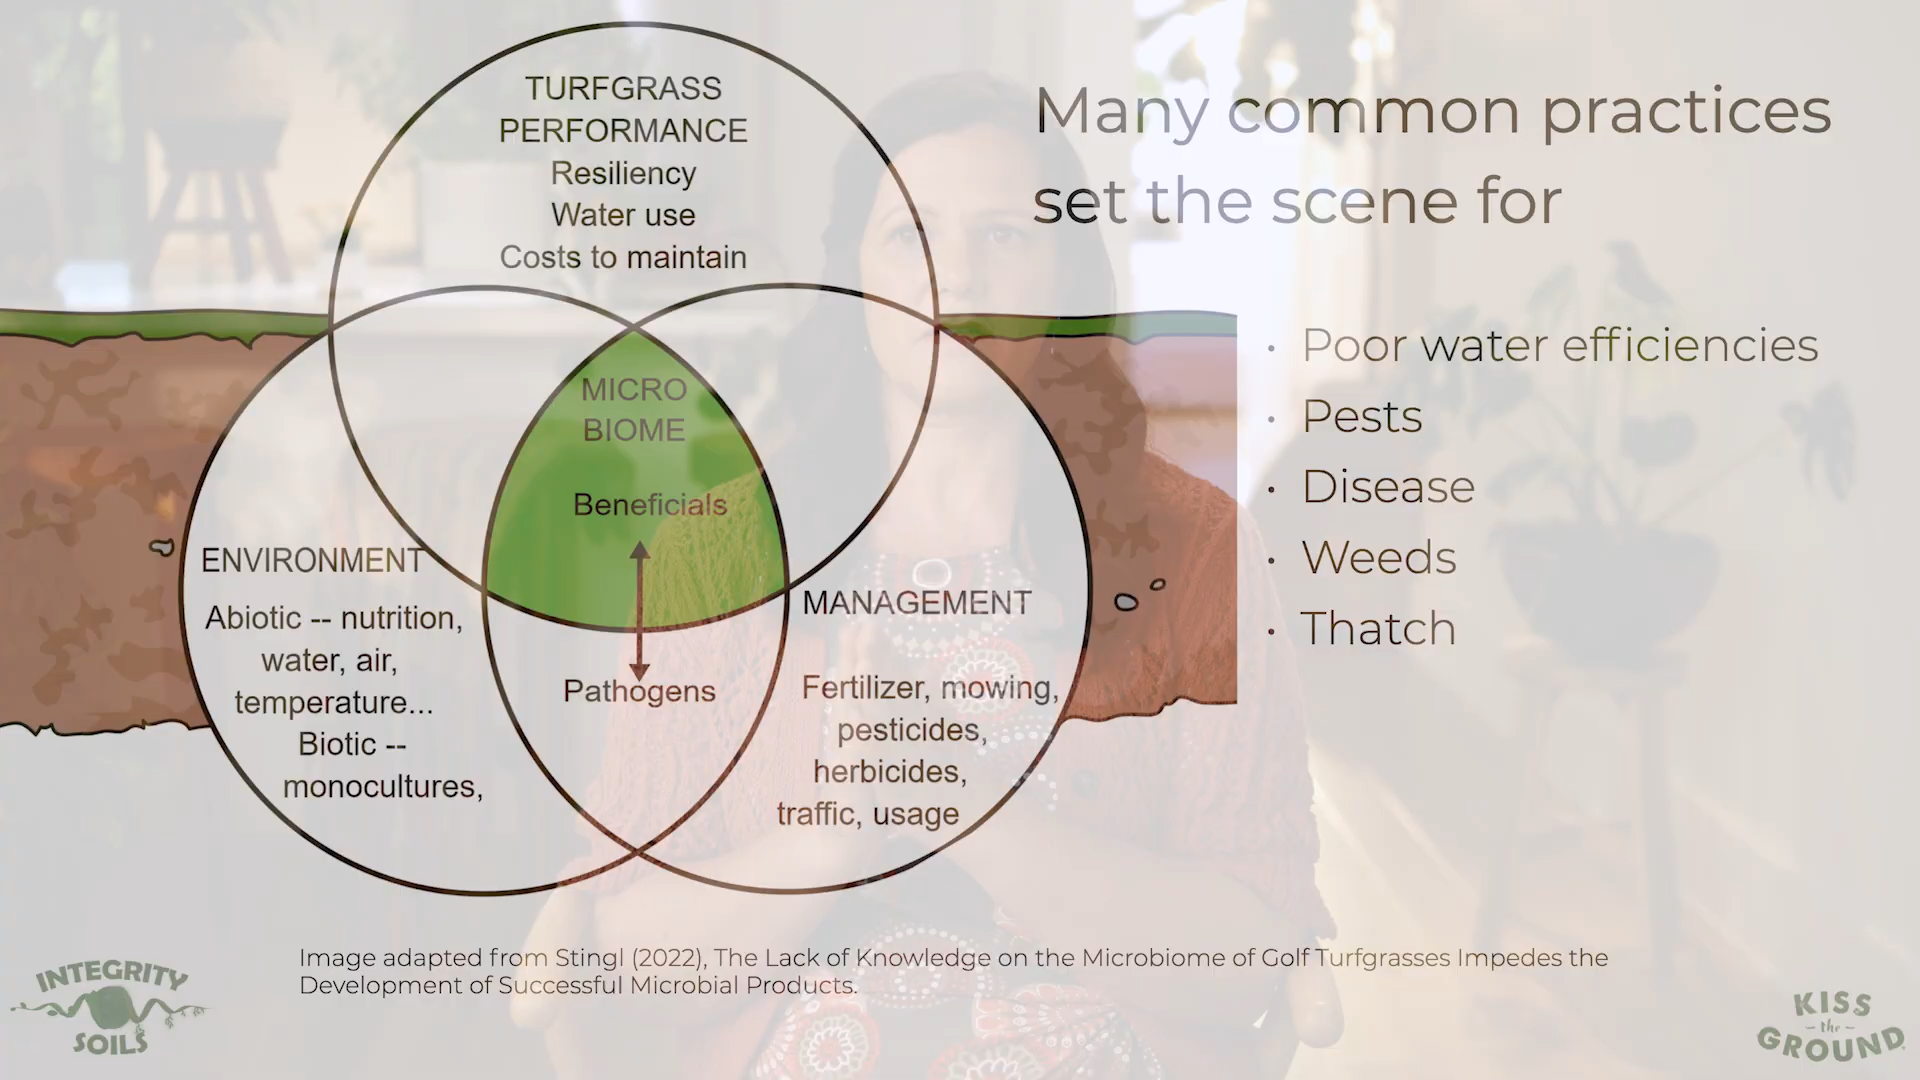 TURFGRASS
PERFORMANCE
Resiliency
Water use
Costs to maintain
MICRO
BIOME
Beneficials
Pathogens
ENVIRONMENT
Abiotic -- nutrition,
water, air,
temperature...
Biotic --
monocultures,
MANAGEMENT
Fertilizer, mowing,
pesticides,
herbicides,
traffic, usage
Many common practices
set the scene for
• Poor water efficiencies
• Pests
• Disease
• Weeds
• Thatch
Image adapted from Stingl (2022), The Lack of Knowledge on the Microbiome of Golf Turfgrasses Impedes the
Development of Successful Microbial Products.
INTEGRITY
SOILS
KISS
- the -
GROUND